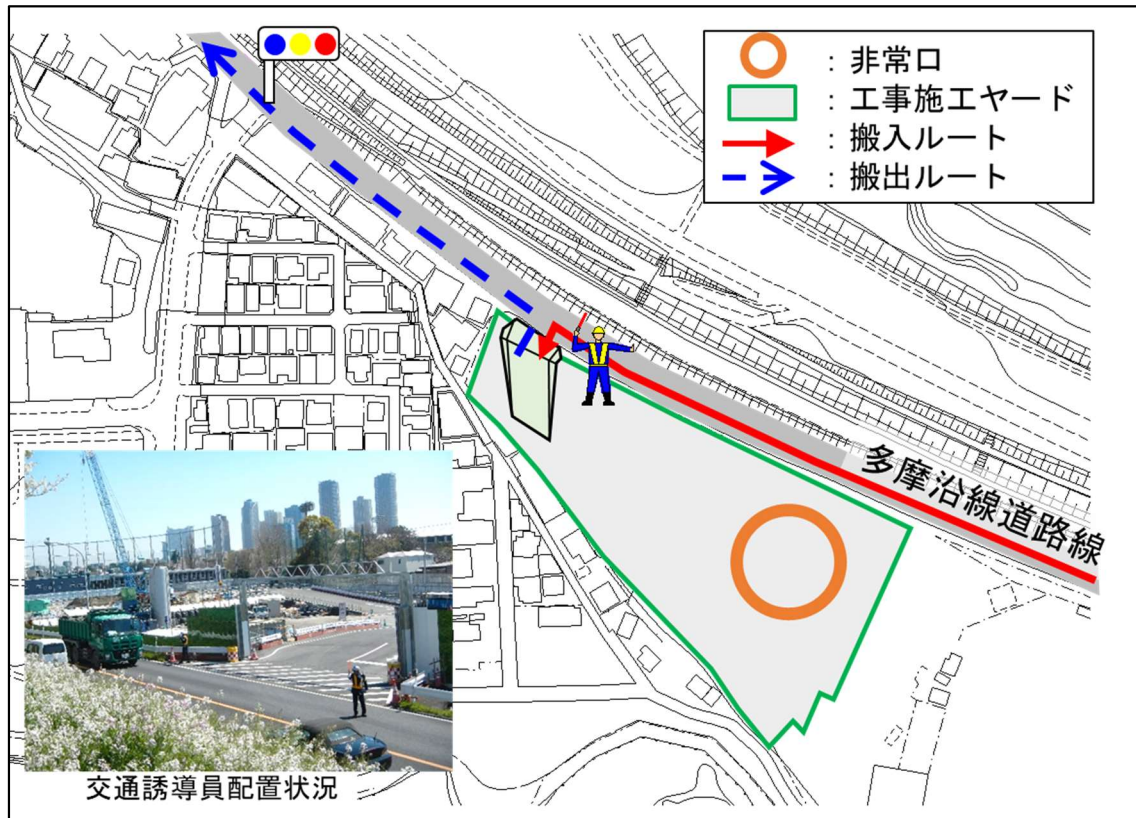 ：非常口
：工事施工ヤード
：搬入ルート
：搬出ルート
多摩沿線道路線
交通誘導員配置状況